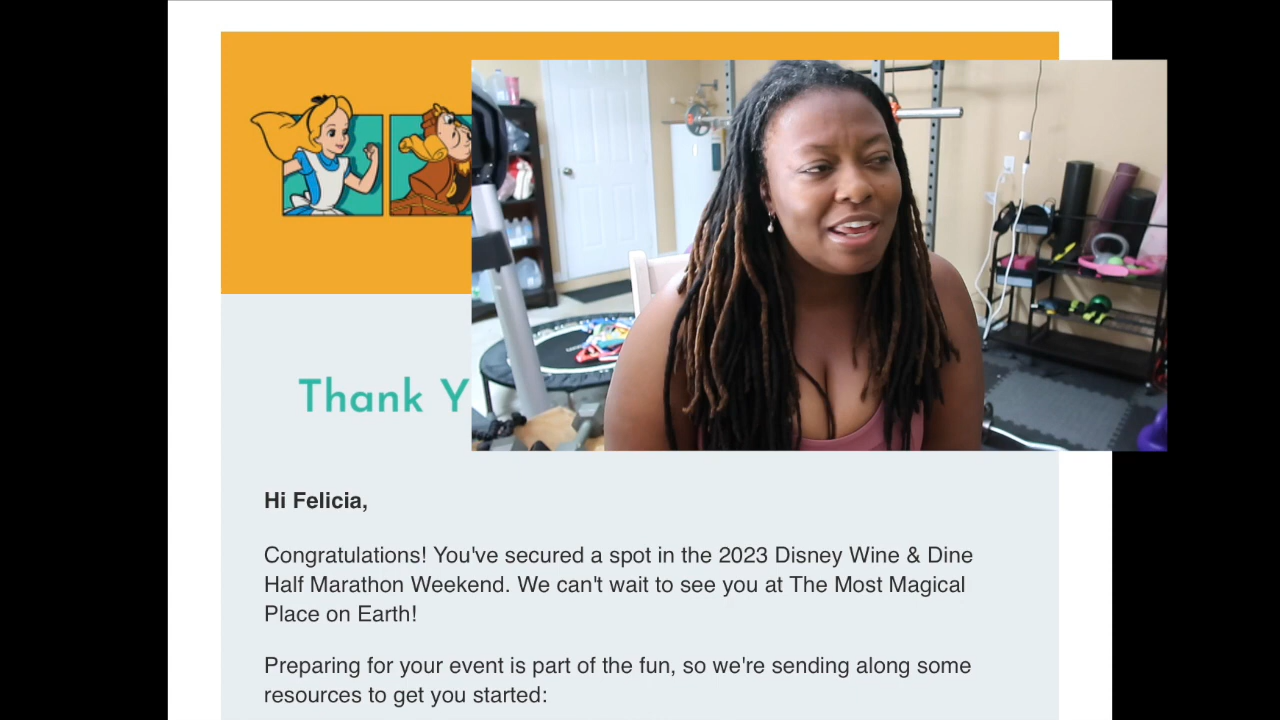 Thank Y
Hi Felicia,
Congratulations! You've secured a spot in the 2023 Disney Wine & Dine
Half Marathon Weekend. We can't wait to see you at The Most Magical
Place on Earth!
Preparing for your event is part of the fun, so we're sending along some
resources to get you started: